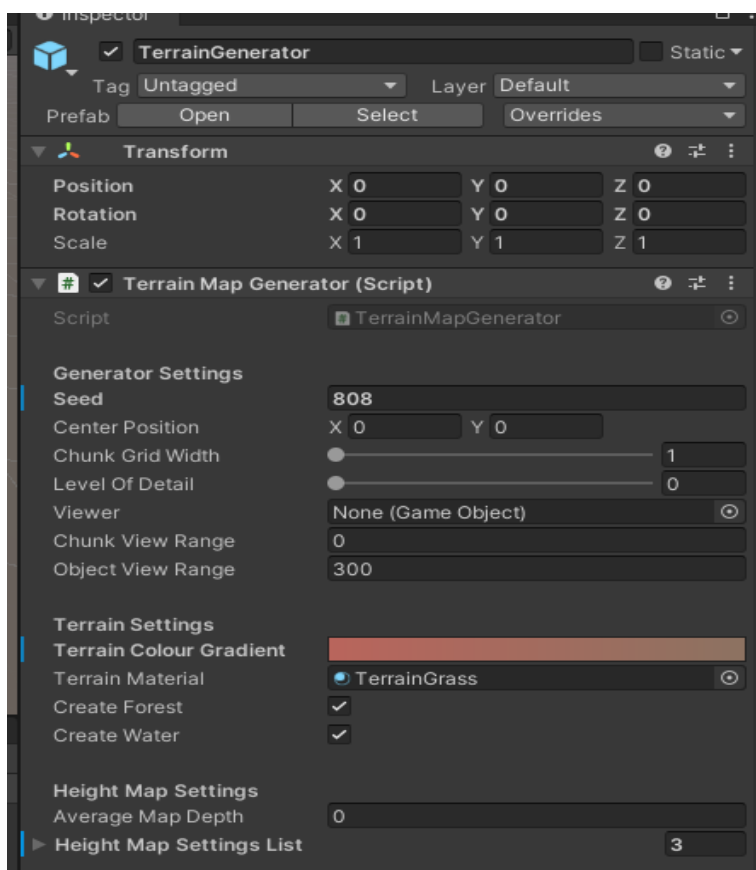 Inspector
TerrainGenerator Static
Tag Untagged Layer Default
Prefab Open Select Overrides
Transform
Position X 0 Y 0 Z 0
Rotation X 0 Y 0 Z 0
Scale X 1 Y 1 Z 1
# Terrain Map Generator (Script)
Script # TerrainMapGenerator
Generator Settings
Seed 808
Center Position X 0 Y 0
Chunk Grid Width 1
Level Of Detail 0
Viewer None (Game Object)
Chunk View Range 0
Object View Range 300
Terrain Settings
Terrain Colour Gradient
Terrain Material TerrainGrass
Create Forest
Create Water
Height Map Settings
Average Map Depth 0
Height Map Settings List 3